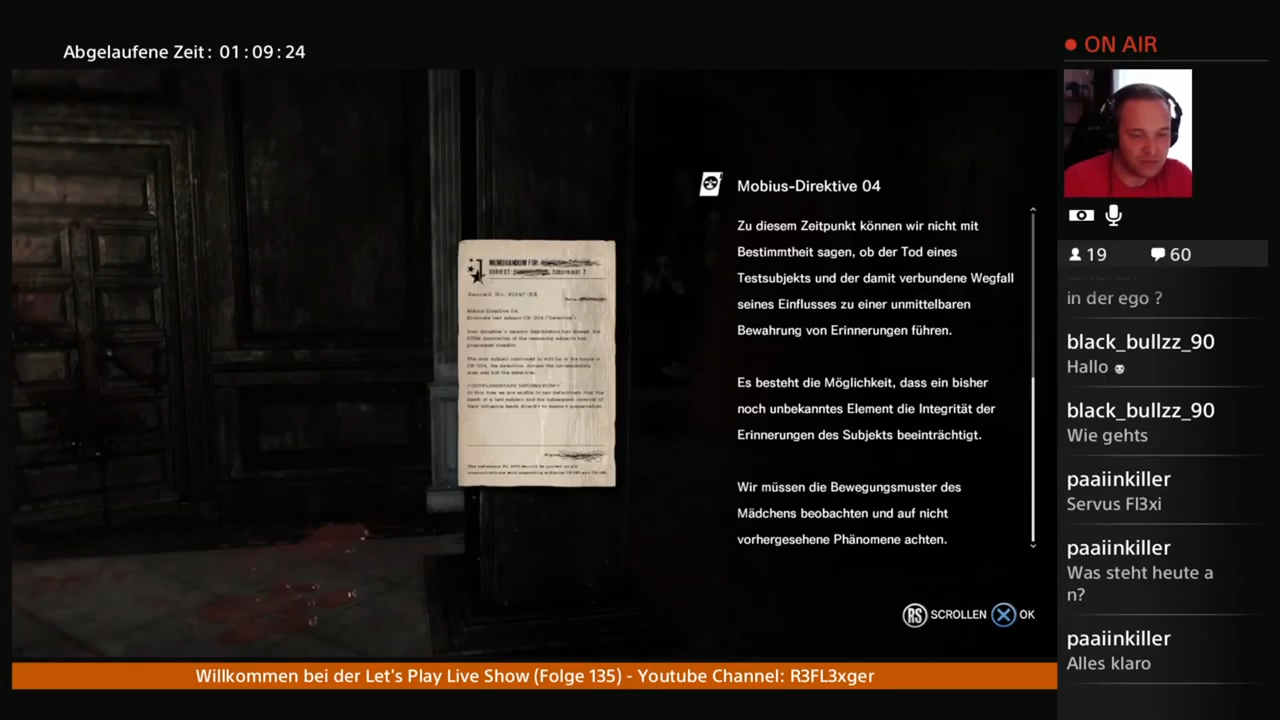 Abgelaufene Zeit: 01:09:24
ON AIR
19 60
in der ego ?
black_bullzz_90
Hallo
black_bullzz_90
Wie gehts
paaiinkiller
Servus Fl3xi
paaiinkiller
Was steht heute a
n?
paaiinkiller
Alles klaro
MEMORANDUM FOR:
SUBJECT:
Mobius-Direktive 04
Zu diesem Zeitpunkt können wir nicht mit
Bestimmtheit sagen, ob der Tod eines
Testsubjekts und der damit verbundene Wegfall
seines Einflusses zu einer unmittelbaren
Bewahrung von Erinnerungen führen.
Es besteht die Möglichkeit, dass ein bisher
noch unbekanntes Element die Integrität der
Erinnerungen des Subjekts beeinträchtigt.
Wir müssen die Bewegungsmuster des
Mädchens beobachten und auf nicht
vorhergesehene Phänomene achten.
RS SCROLLEN OK
Willkommen bei der Let's Play Live Show (Folge 135) - Youtube Channel: R3FL3xger